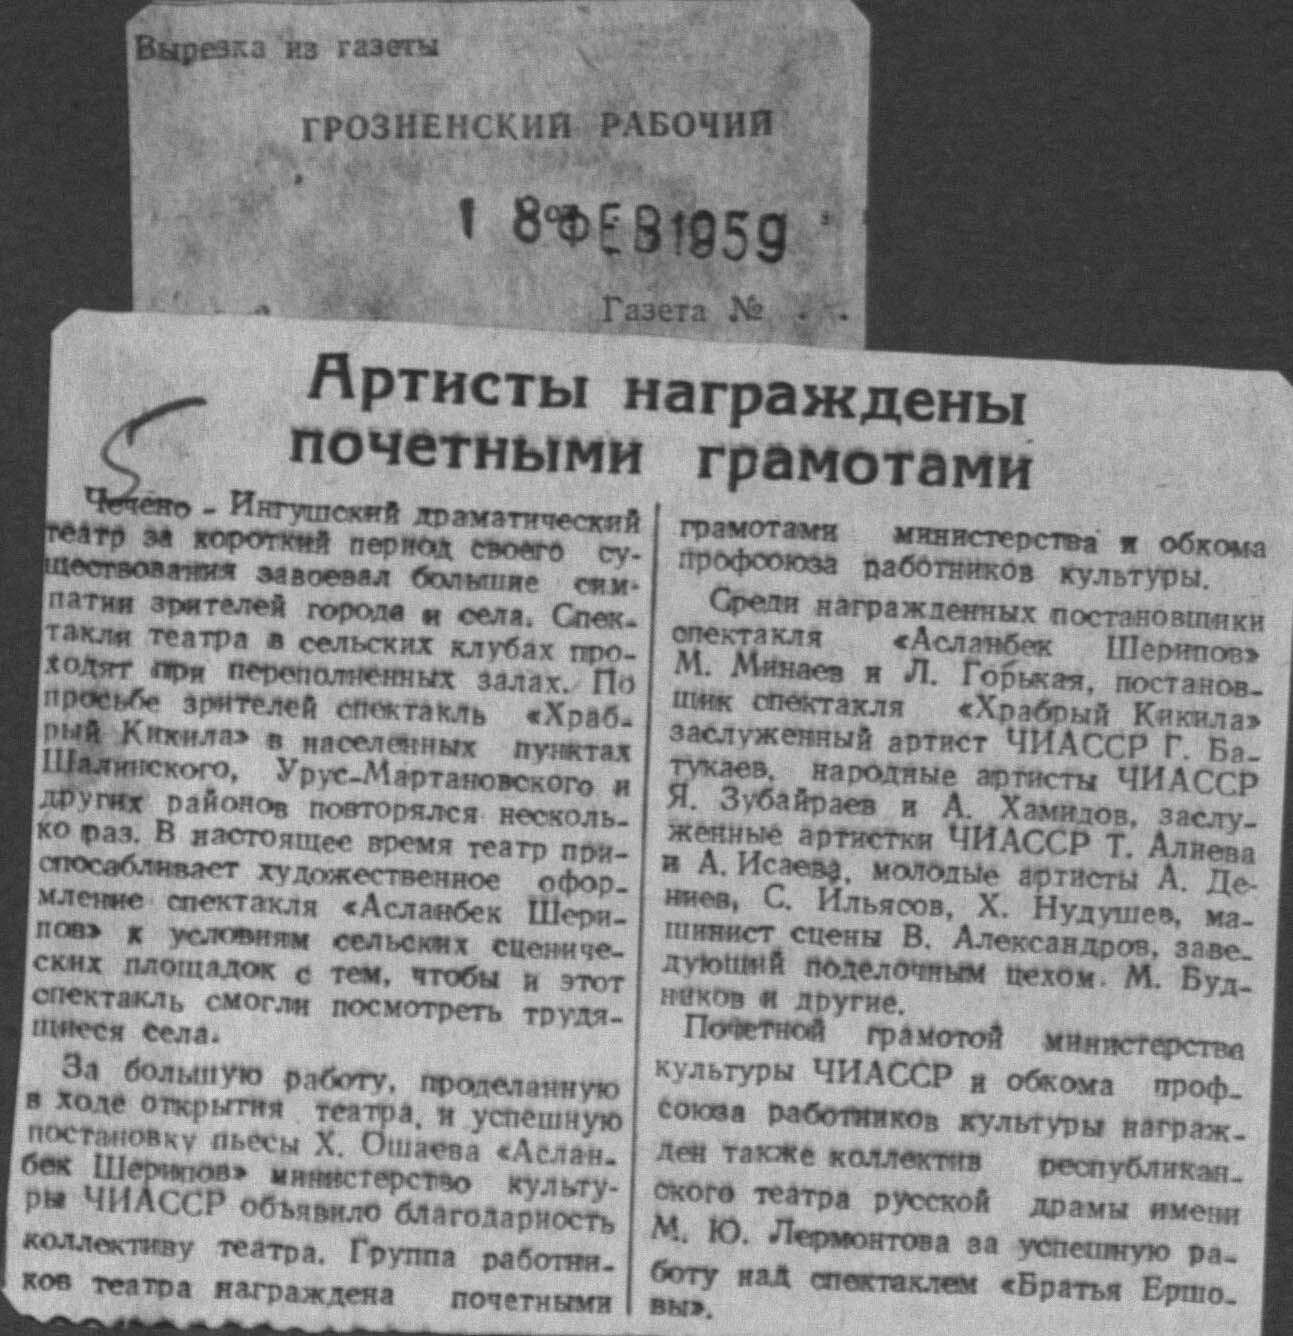 Вырезка из газеты
ГРОЗНЕНСКИЙ РАБОЧИЙ
18 ФЕВ 1959
Газета № . .
5
Артисты награждены
почетными грамотами
Чечено - Ингушский драматический
театр за короткий период своего су-
ществования завоевал большие сим-
патии зрителей города и села. Спек-
такли театра в сельских клубах про-
ходят при переполненных залах. По
просьбе зрителей спектакль «Храб-
рый Кикила» в населенных пунктах
Шалинского, Урус-Мартановского и
других районов повторялся несколь-
ко раз. В настоящее время театр при-
спосабливает художественное офор-
мление спектакля «Асланбек Шери-
пов» к условиям сельских сцениче-
ских площадок с тем, чтобы и этот
спектакль смогли посмотреть трудя-
щиеся села.
За большую работу, проделанную
в ходе открытия театра, и успешную
постановку пьесы Х. Ошаева «Аслан-
бек Шерипов» министерство культу-
ры ЧИАССР объявило благодарность
коллективу театра. Группа работни-
ков театра награждена почетными
грамотами министерства и обкома
профсоюза работников культуры.
Среди награжденных постановщики
спектакля «Асланбек Шерипов»
М. Минаев и Л. Горькая, постанов-
щик спектакля «Храбрый Кикила»
заслуженный артист ЧИАССР Г. Ба-
тукаев, народные артисты ЧИАССР
Я. Зубайраев и А. Хамидов, заслу-
женные артистки ЧИАССР Т. Алиева
и А. Исаева, молодые артисты А. Де-
ниев, С. Ильясов, Х. Нудушев, ма-
шинист сцены В. Александров, заве-
дующий поделочным цехом М. Буд-
ников и другие.
Почетной грамотой министерства
культуры ЧИАССР и обкома проф-
союза работников культуры награж-
ден также коллектив республикан-
ского театра русской драмы имени
М. Ю. Лермонтова за успешную ра-
боту над спектаклем «Братья Ершо-
вы».